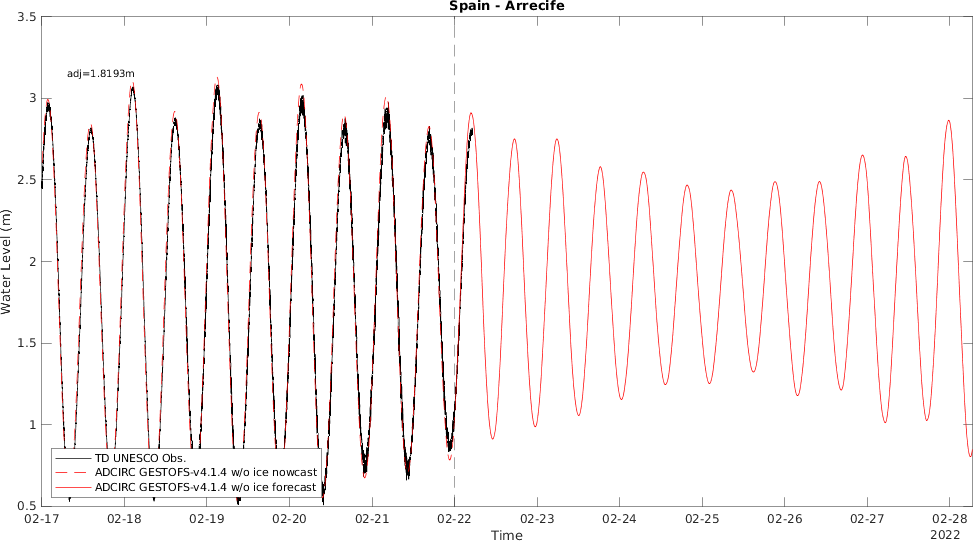 Spain - Arrecife
3.5
adj=1.8193m
3
2.5
2
1.5
1
0.5
Water Level (m)
TD UNESCO Obs.
ADCIRC GESTOFS-v4.1.4 w/o ice nowcast
ADCIRC GESTOFS-v4.1.4 w/o ice forecast
02-17 02-18 02-19 02-20 02-21 02-22 02-23 02-24 02-25 02-26 02-27 02-28
Time
2022